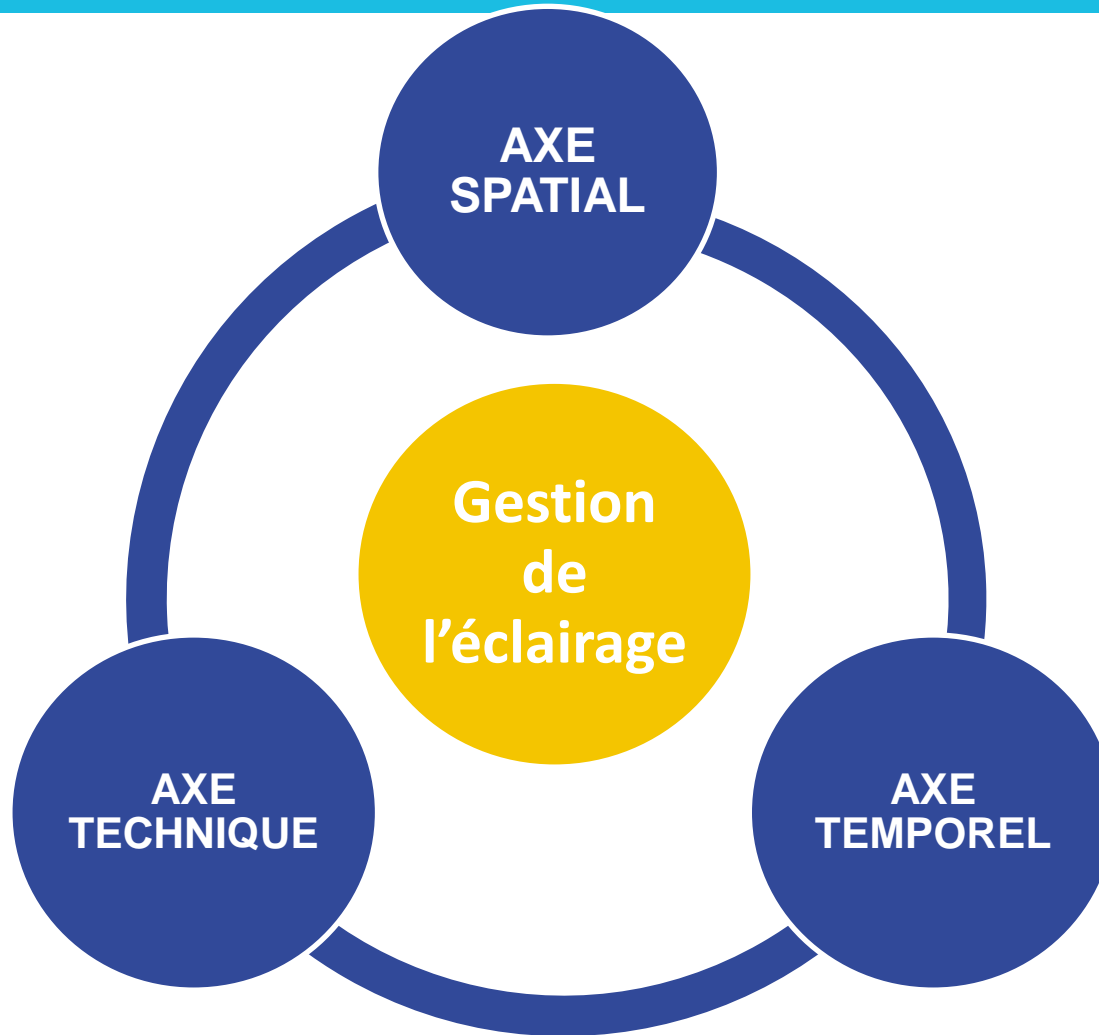 AXE
SPATIAL
Gestion
de
l’éclairage
AXE
TECHNIQUE
AXE
TEMPOREL